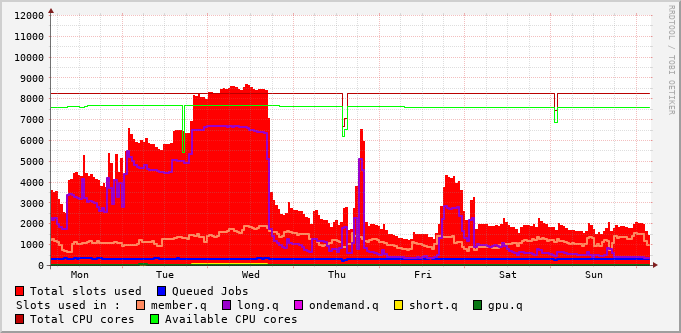 12000
11000
10000
9000
8000
7000
6000
5000
4000
3000
2000
1000
0
Mon Tue Wed Thu Fri Sat Sun
Total slots used Queued Jobs
Slots used in : member.q long.q ondemand.q short.q gpu.q
Total CPU cores Available CPU cores
RRDTOOL / TOBI OETIKER